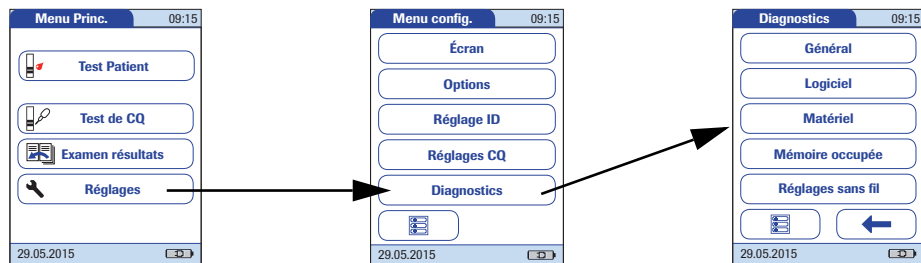 Menu Princ. 09:15
Test Patient
Test de CQ
Examen résultats
Réglages
29.05.2015
Menu config. 09:15
Écran
Options
Réglage ID
Réglages CQ
Diagnostics
29.05.2015
Diagnostics 09:15
Général
Logiciel
Matériel
Mémoire occupée
Réglages sans fil
29.05.2015